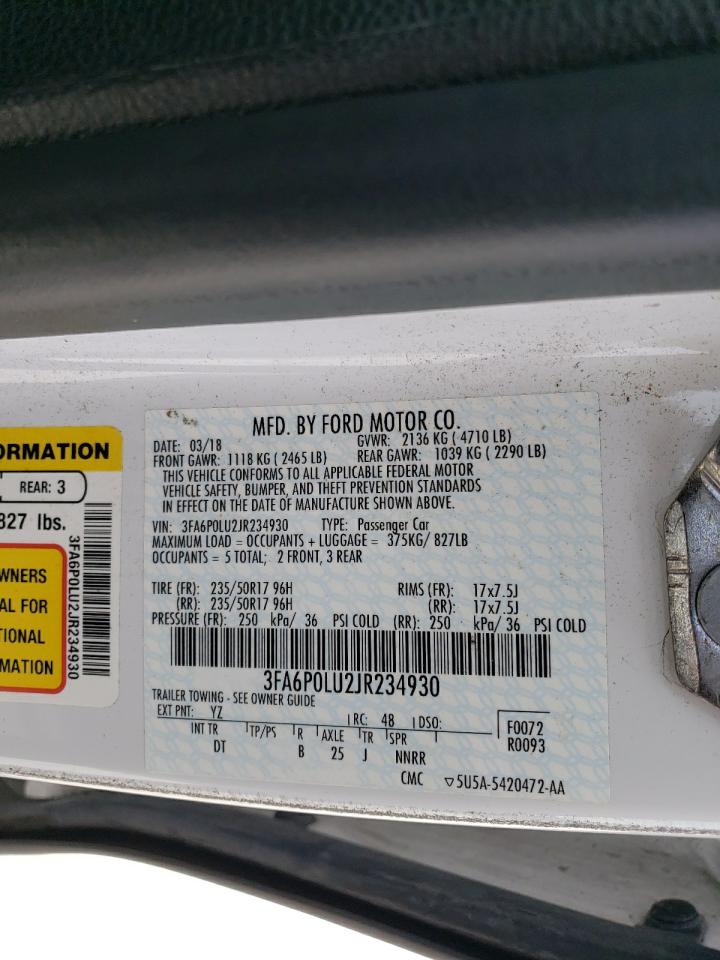 ORMATION
REAR: 3
827 lbs.
WNERS
AL FOR
TIONAL
MATION
3FA6P0LU2JR234930
MFD. BY FORD MOTOR CO.
DATE: 03/18 GVWR: 2136 KG ( 4710 LB)
FRONT GAWR: 1118 KG ( 2465 LB) REAR GAWR: 1039 KG ( 2290 LB)
THIS VEHICLE CONFORMS TO ALL APPLICABLE FEDERAL MOTOR
VEHICLE SAFETY, BUMPER, AND THEFT PREVENTION STANDARDS
IN EFFECT ON THE DATE OF MANUFACTURE SHOWN ABOVE.
VIN: 3FA6P0LU2JR234930 TYPE: Passenger Car
MAXIMUM LOAD = OCCUPANTS + LUGGAGE = 375KG/ 827LB
OCCUPANTS = 5 TOTAL; 2 FRONT, 3 REAR
TIRE (FR): 235/50R17 96H RIMS (FR): 17x7.5J
(RR): 235/50R17 96H (RR): 17x7.5J
PRESSURE (FR): 250 kPa/ 36 PSI COLD (RR): 250 kPa/ 36 PSI COLD
3FA6P0LU2JR234930
TRAILER TOWING - SEE OWNER GUIDE
EXT PNT: YZ RC: 48 DSO: F0072
INT TR TP/PS R AXLE TR SPR R0093
DT B 25 J NNRR
CMC ▽5U5A-5420472-AA